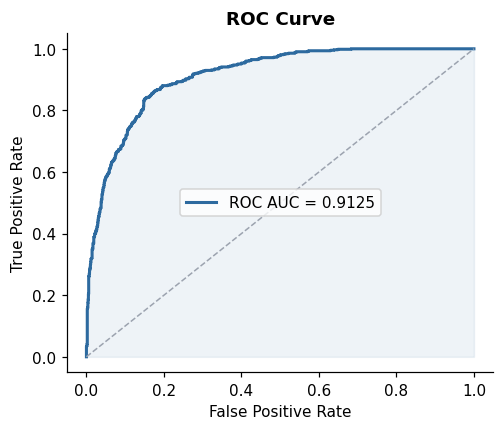 ROC Curve
1.0
0.8
0.6
0.4
0.2
0.0
True Positive Rate
ROC AUC = 0.9125
0.0 0.2 0.4 0.6 0.8 1.0
False Positive Rate